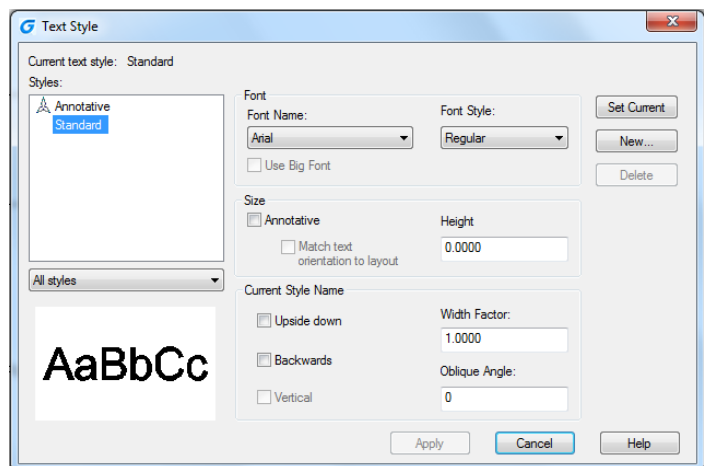 Text Style
Current text style: Standard
Styles:
Annotative
Standard
All styles
AaBbCc
Font
Font Name:
Arial
Use Big Font
Font Style:
Regular
Size
Annotative
Match text
orientation to layout
Height
0.0000
Current Style Name
Upside down
Backwards
Vertical
Width Factor:
1.0000
Oblique Angle:
0
Set Current
New...
Delete
Apply
Cancel
Help